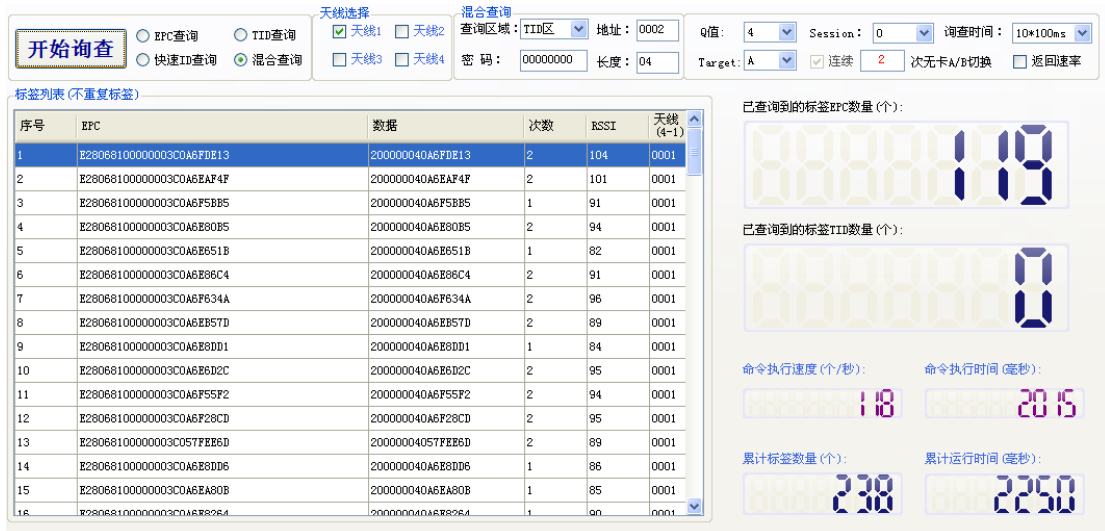 天线选择
混合查询
开始询查
EPC查询
TID查询
快速ID查询
混合查询
天线1
天线2
天线3
天线4
查询区域：
TID区
地址：
0002
密 码：
00000000
长度：
04
Q值：
4
Session：
0
询查时间：
10*100ms
Target:
A
连续
2
次无卡A/B切换
返回速率
标签列表(不重复标签)
序号 EPC 数据 次数 RSSI 天线(4-1)
1 E28068100000003C0A6FDE13 200000040A6FDE13 2 104 0001
2 E28068100000003C0A6EAF4F 200000040A6EAF4F 2 101 0001
3 E28068100000003C0A6F5BB5 200000040A6F5BB5 1 91 0001
4 E28068100000003C0A6E80B5 200000040A6E80B5 2 94 0001
5 E28068100000003C0A6E651B 200000040A6E651B 1 82 0001
6 E28068100000003C0A6E86C4 200000040A6E86C4 2 91 0001
7 E28068100000003C0A6F634A 200000040A6F634A 2 96 0001
8 E28068100000003C0A6EB57D 200000040A6EB57D 2 89 0001
9 E28068100000003C0A6E8DD1 200000040A6E8DD1 1 84 0001
10 E28068100000003C0A6E6D2C 200000040A6E6D2C 2 95 0001
11 E28068100000003C0A6F55F2 200000040A6F55F2 2 94 0001
12 E28068100000003C0A6F28CD 200000040A6F28CD 2 95 0001
13 E28068100000003C057FEE6D 20000004057FEE6D 2 89 0001
14 E28068100000003C0A6E8DD6 200000040A6E8DD6 1 86 0001
15 E28068100000003C0A6EA80B 200000040A6EA80B 1 85 0001
16 E28068100000003C0A6E8264 200000040A6E8264 1 90 0001
已查询到的标签EPC数量(个)：
119
已查询到的标签TID数量(个)：
0
命令执行速度(个/秒)：
118
命令执行时间(毫秒)：
2015
累计标签数量(个)：
238
累计运行时间(毫秒)：
2250